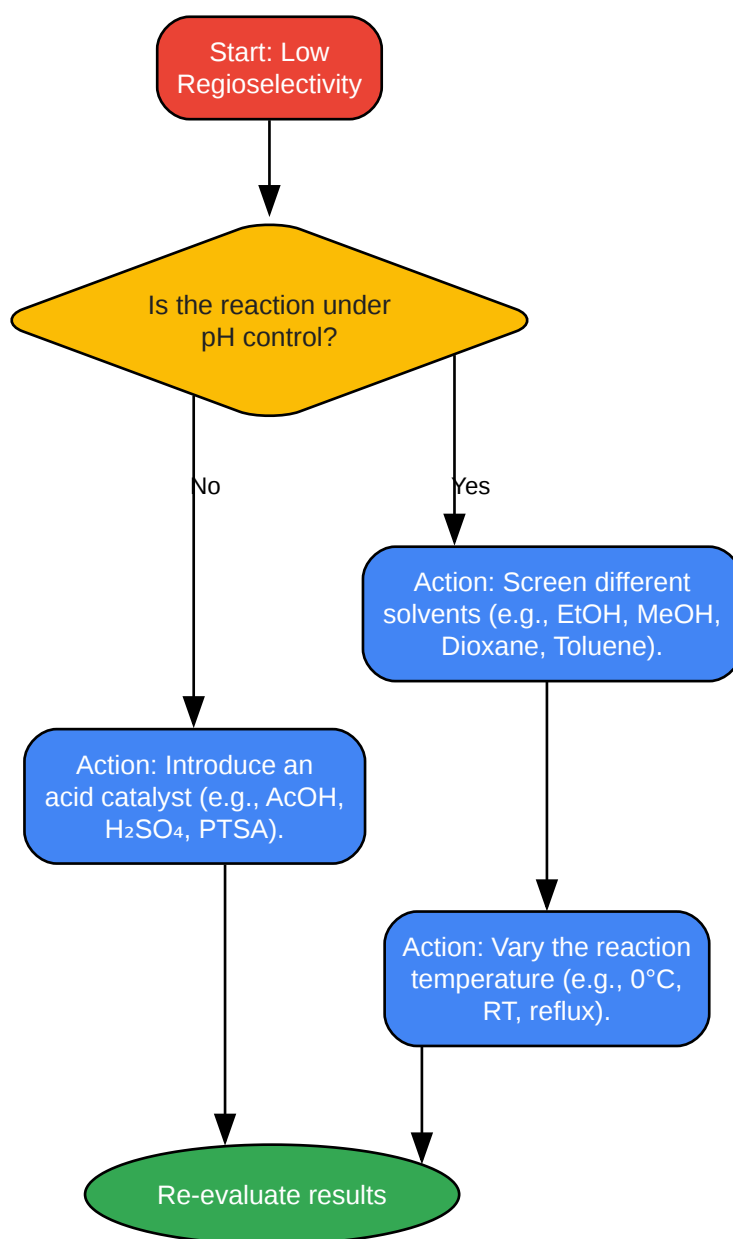 Start: Low
Regioselectivity
Is the reaction under
pH control?
No
Yes
Action: Screen different
solvents (e.g., EtOH, MeOH,
Dioxane, Toluene).
Action: Introduce an
acid catalyst (e.g., AcOH,
H₂SO₄, PTSA).
Action: Vary the reaction
temperature (e.g., 0°C,
RT, reflux).
Re-evaluate results